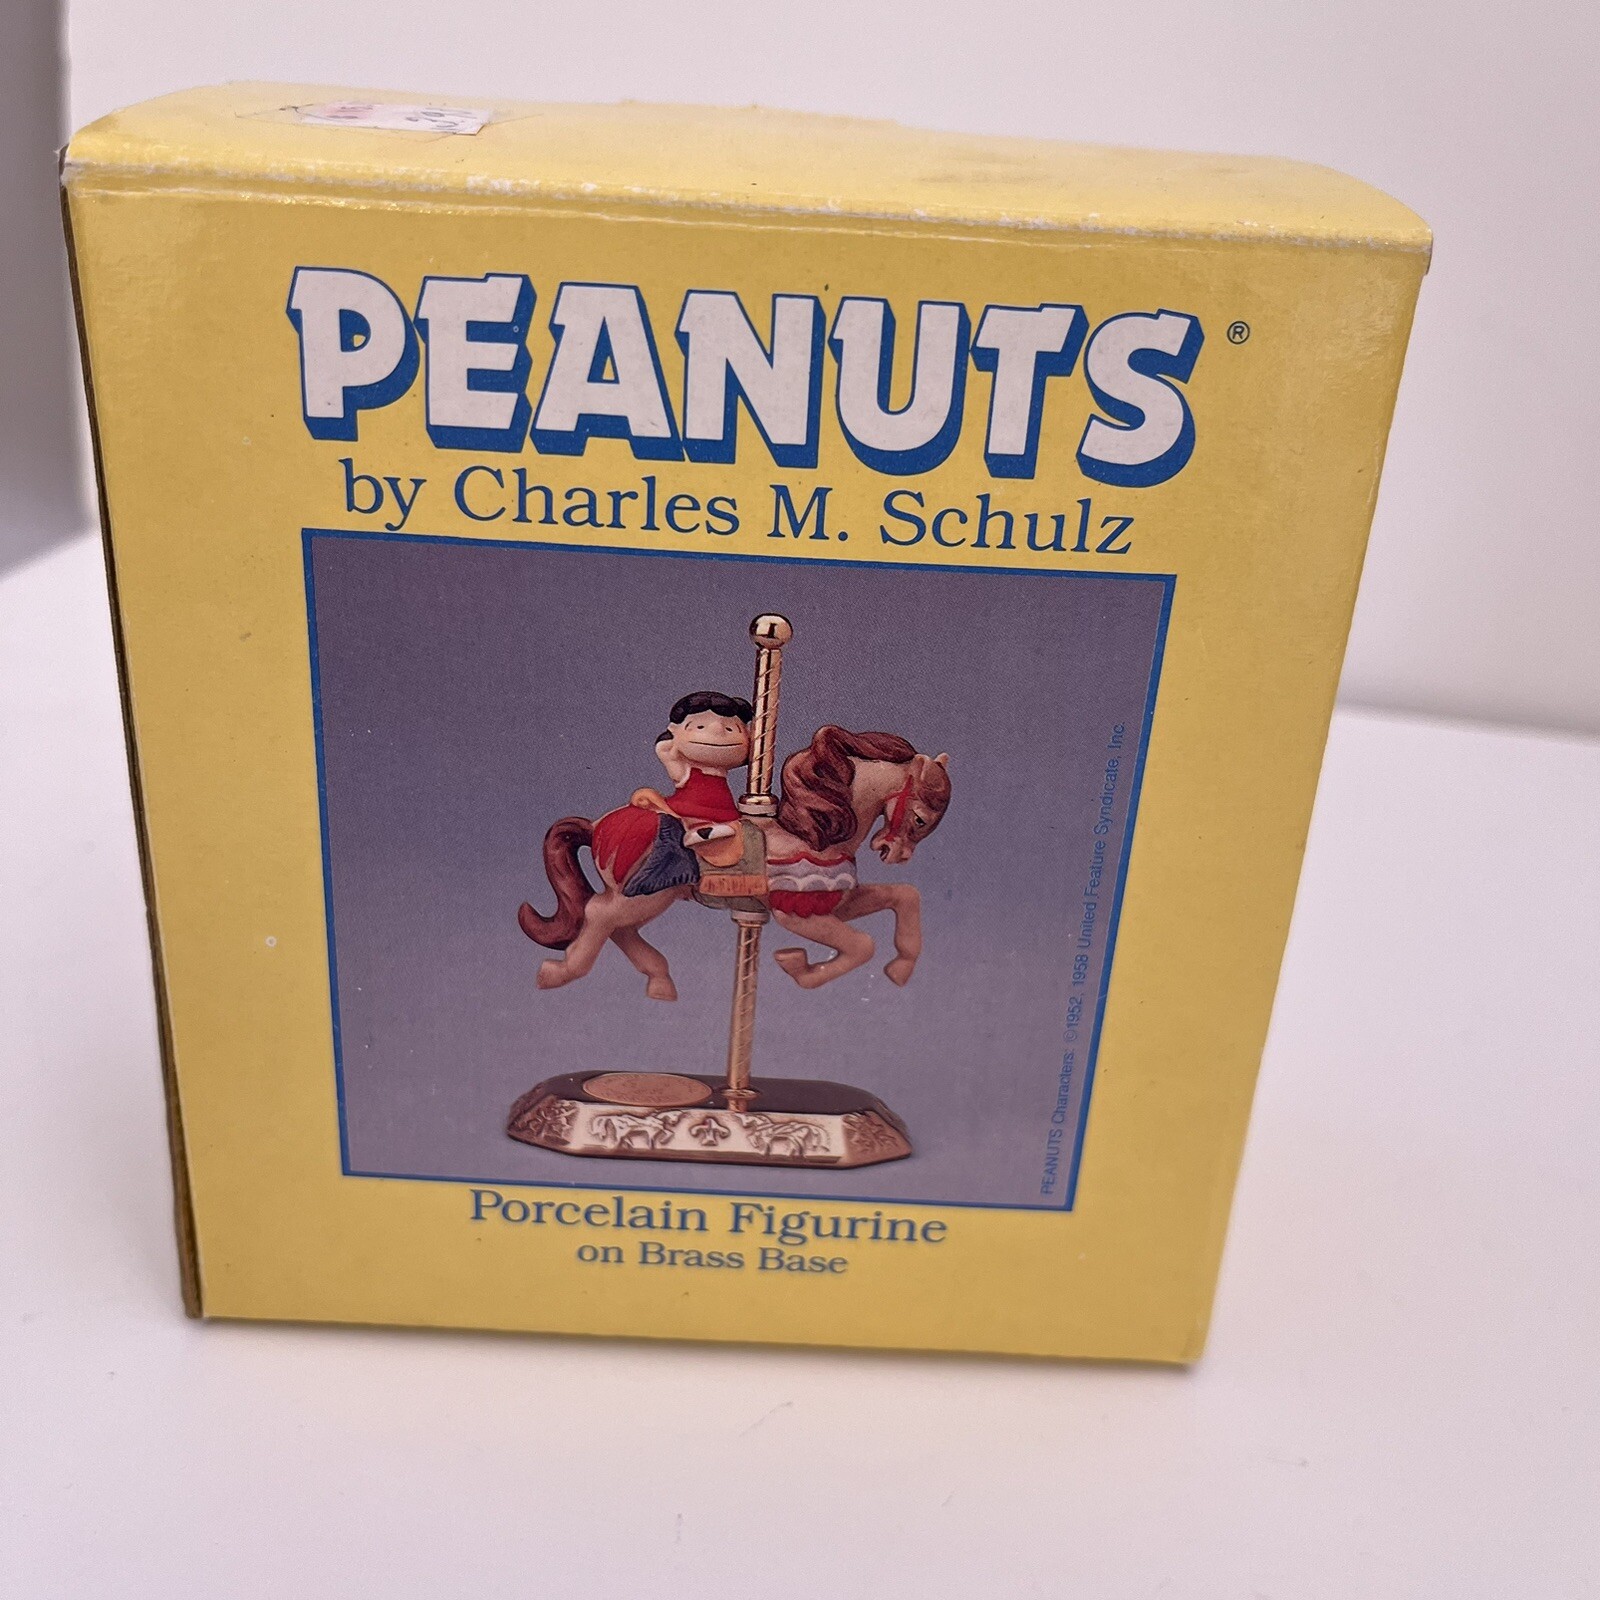 PEANUTS ®
by Charles M. Schulz
PEANUTS Characters: ©1952, 1958 United Feature Syndicate, Inc.
Porcelain Figurine
on Brass Base